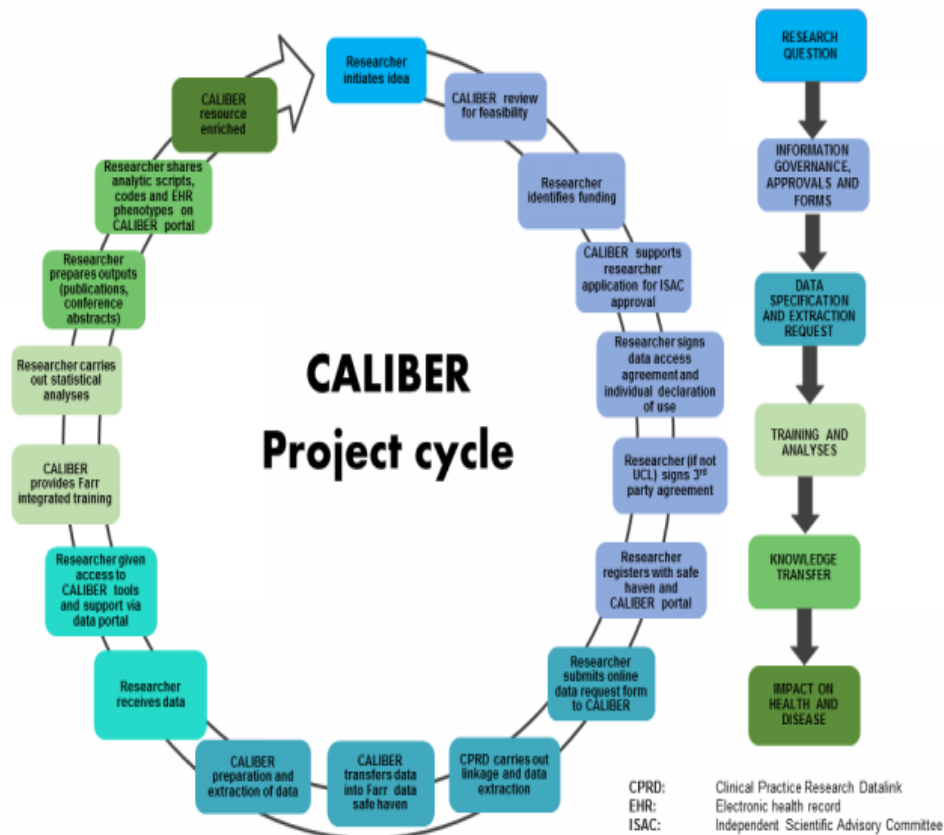 Researcher
initiates idea
CALIBER review
for feasibility
Researcher
identifies funding
CALIBER supports
researcher
application for ISAC
approval
Researcher signs
data access
agreement and
individual declaration
of use
Researcher (if not
UCL) signs 3rd
party agreement
Researcher
registers with safe
haven and
CALIBER portal
Researcher
submits online
data request form
to CALIBER
CPRD carries out
linkage and data
extraction
CALIBER
transfers data
into Farr data
safe haven
CALIBER
preparation and
extraction of data
Researcher
receives data
Researcher given
access to
CALIBER tools
and support via
data portal
CALIBER
provides Farr
integrated training
Researcher carries
out statistical
analyses
Researcher
prepares outputs
(publications,
conference
abstracts)
Researcher shares
analytic scripts,
codes and EHR
phenotypes on
CALIBER portal
CALIBER
resource
enriched
CALIBER
Project cycle
RESEARCH
QUESTION
INFORMATION
GOVERNANCE,
APPROVALS AND
FORMS
DATA
SPECIFICATION
AND EXTRACTION
REQUEST
TRAINING AND
ANALYSES
KNOWLEDGE
TRANSFER
IMPACT ON
HEALTH AND
DISEASE
CPRD: Clinical Practice Research Datalink
EHR: Electronic health record
ISAC: Independent Scientific Advisory Committee